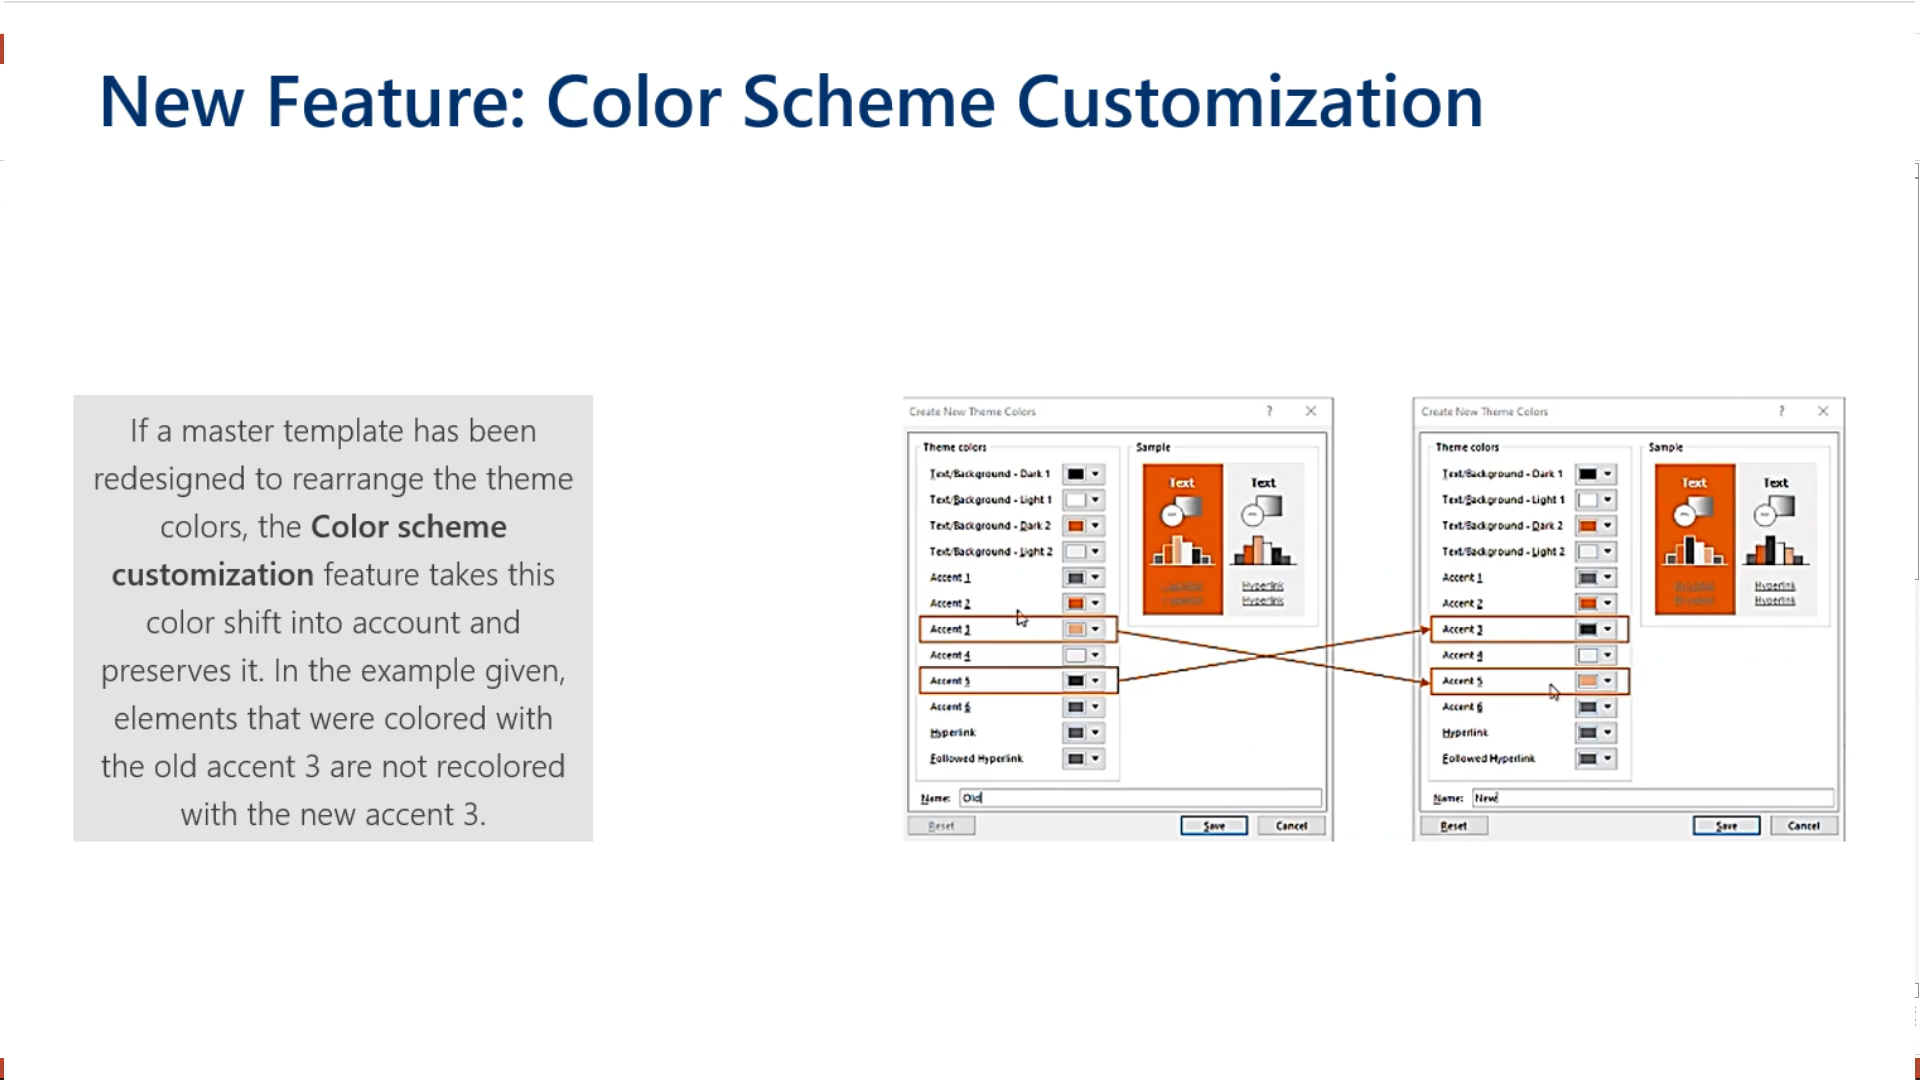 New Feature: Color Scheme Customization
If a master template has been
redesigned to rearrange the theme
colors, the Color scheme
customization feature takes this
color shift into account and
preserves it. In the example given,
elements that were colored with
the old accent 3 are not recolored
with the new accent 3.
Create New Theme Colors ? ×
Theme colors
Text/Background - Dark 1
Text/Background - Light 1
Text/Background - Dark 2
Text/Background - Light 2
Accent 1
Accent 2
Accent 3
Accent 4
Accent 5
Accent 6
Hyperlink
Followed Hyperlink
Sample
Text Text
Hyperlink Hyperlink
Hyperlink Hyperlink
Name: Old
Reset Save Cancel
Create New Theme Colors ? ×
Theme colors
Text/Background - Dark 1
Text/Background - Light 1
Text/Background - Dark 2
Text/Background - Light 2
Accent 1
Accent 2
Accent 3
Accent 4
Accent 5
Accent 6
Hyperlink
Followed Hyperlink
Sample
Text Text
Hyperlink Hyperlink
Hyperlink Hyperlink
Name: New
Reset Save Cancel